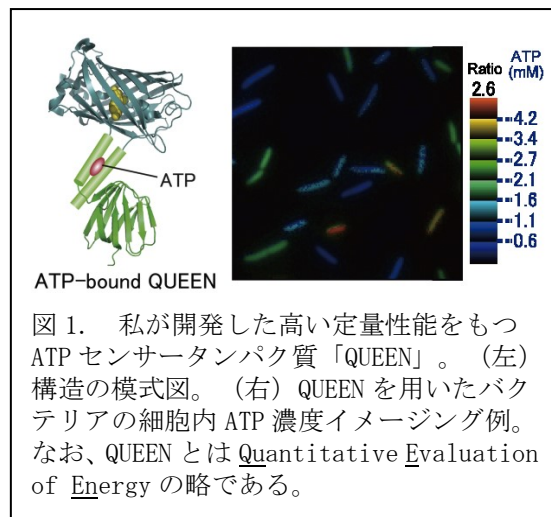 Ratio
ATP
(mM)
2.6
4.2
3.4
2.7
2.1
1.6
1.1
0.6
ATP
ATP-bound QUEEN
図 1. 私が開発した高い定量性能をもつ
ATP センサータンパク質「QUEEN」。（左）
構造の模式図。（右）QUEEN を用いたバク
テリアの細胞内 ATP 濃度イメージング例。
なお、QUEEN とは Quantitative Evaluation
of Energy の略である。